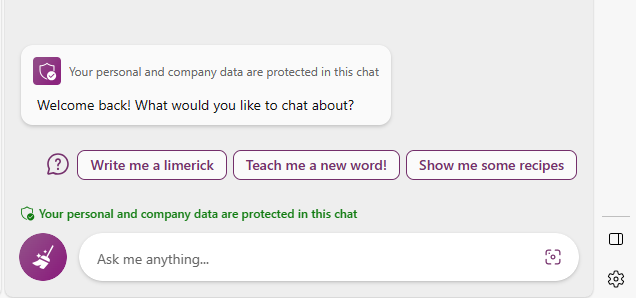 Your personal and company data are protected in this chat
Welcome back! What would you like to chat about?
Write me a limerick
Teach me a new word!
Show me some recipes
Your personal and company data are protected in this chat
Ask me anything...